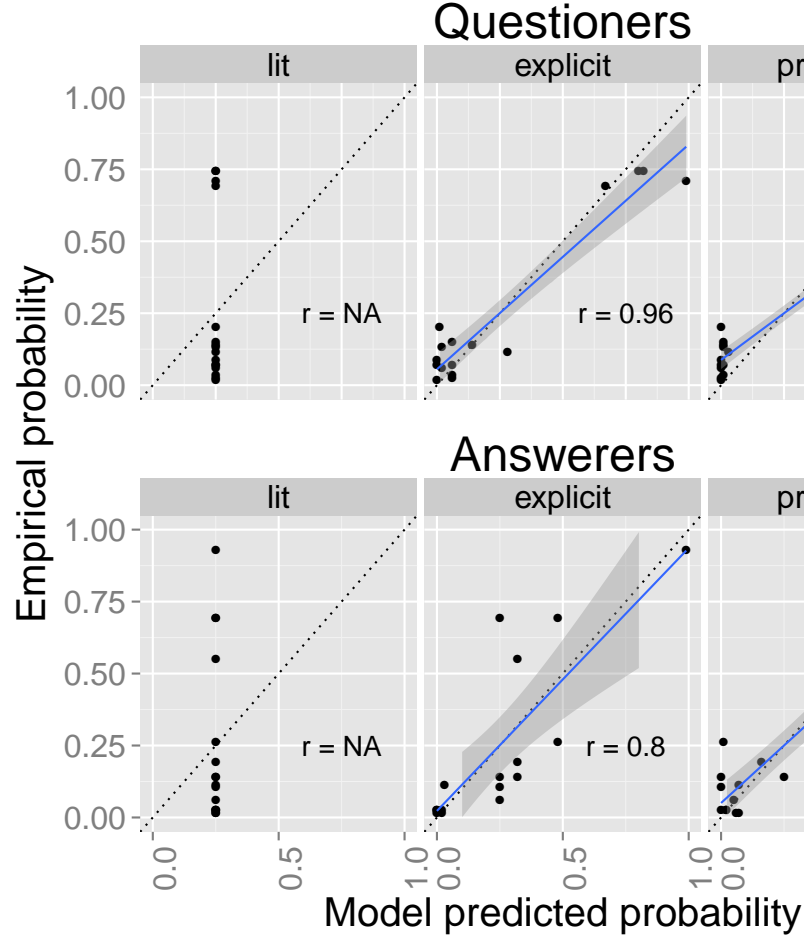 Questioners
lit explicit pr
1.00
0.75
0.50
0.25
0.00
r = NA r = 0.96
Empirical probability
Answerers
lit explicit pr
1.00
0.75
0.50
0.25
0.00
r = NA r = 0.8
0.0 0.5 1.0 0.0 0.5 1.0 0.0
Model predicted probability